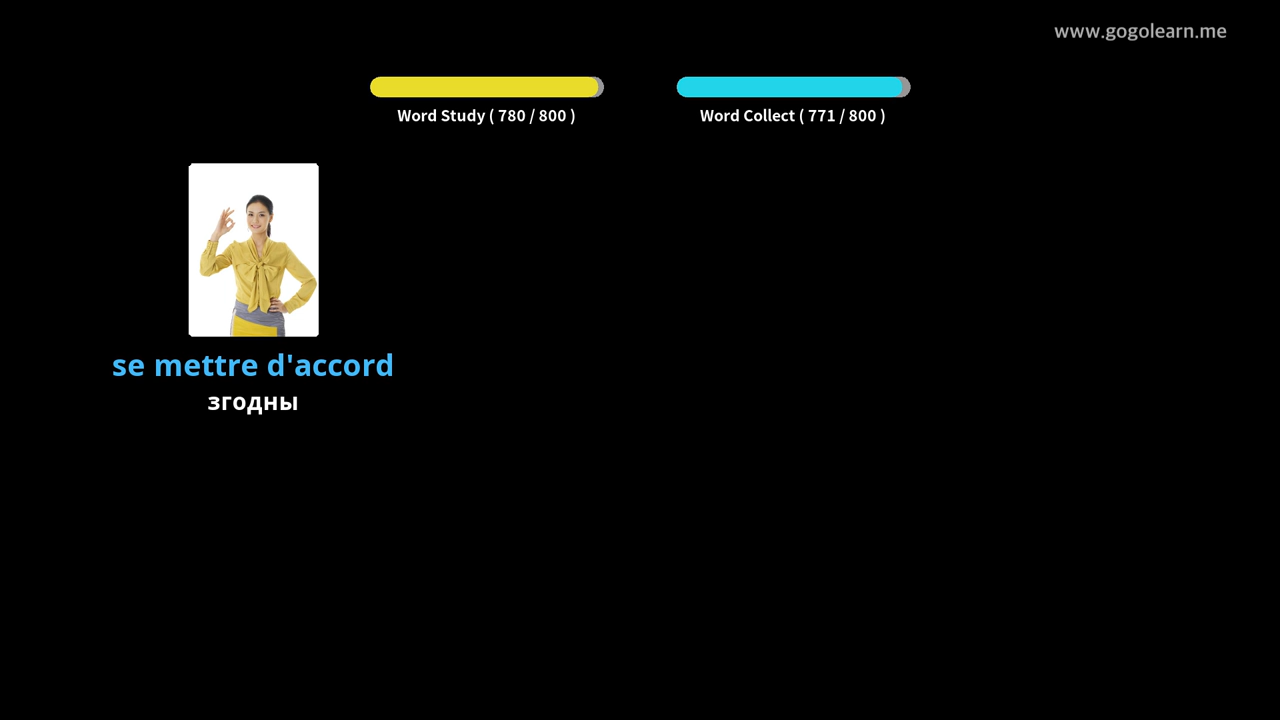 www.gogolearn.me
Word Study ( 780 / 800 )
Word Collect ( 771 / 800 )
se mettre d'accord
згодны